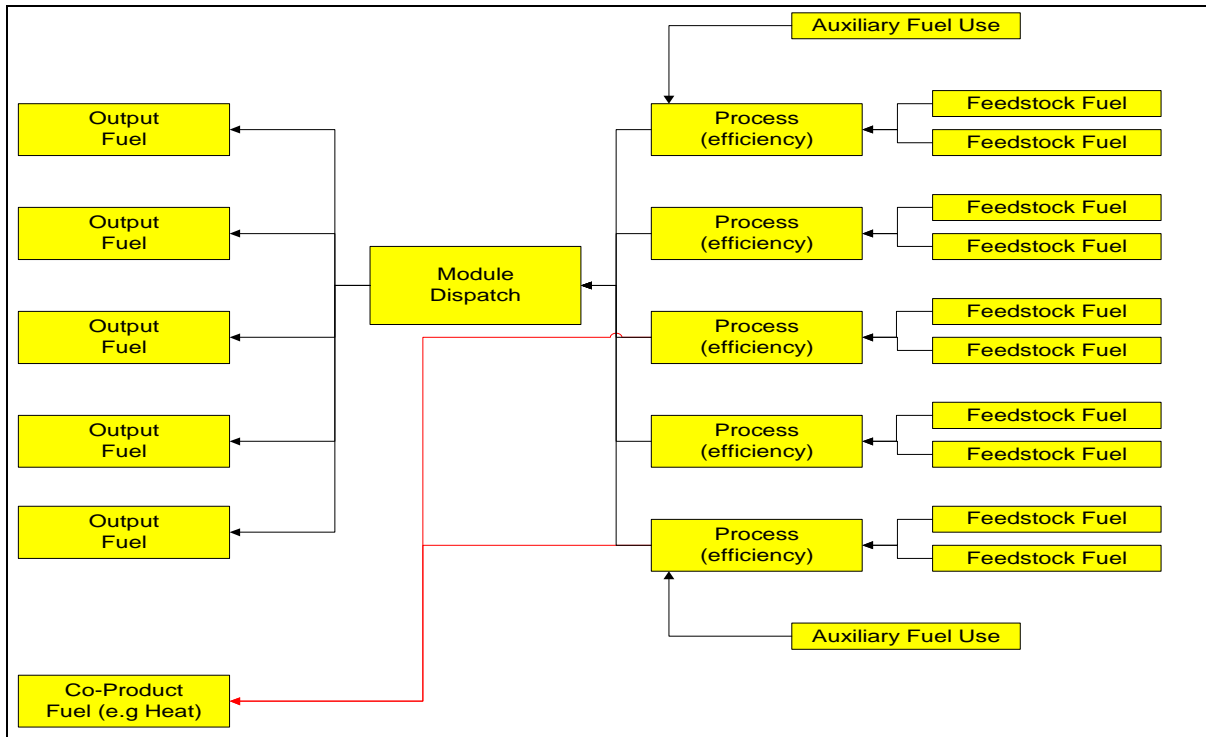 Auxiliary Fuel Use
Output
Fuel
Process
(efficiency)
Feedstock Fuel
Feedstock Fuel
Output
Fuel
Process
(efficiency)
Feedstock Fuel
Feedstock Fuel
Module
Dispatch
Output
Fuel
Process
(efficiency)
Feedstock Fuel
Feedstock Fuel
Output
Fuel
Process
(efficiency)
Feedstock Fuel
Feedstock Fuel
Output
Fuel
Process
(efficiency)
Feedstock Fuel
Feedstock Fuel
Auxiliary Fuel Use
Co-Product
Fuel (e.g Heat)